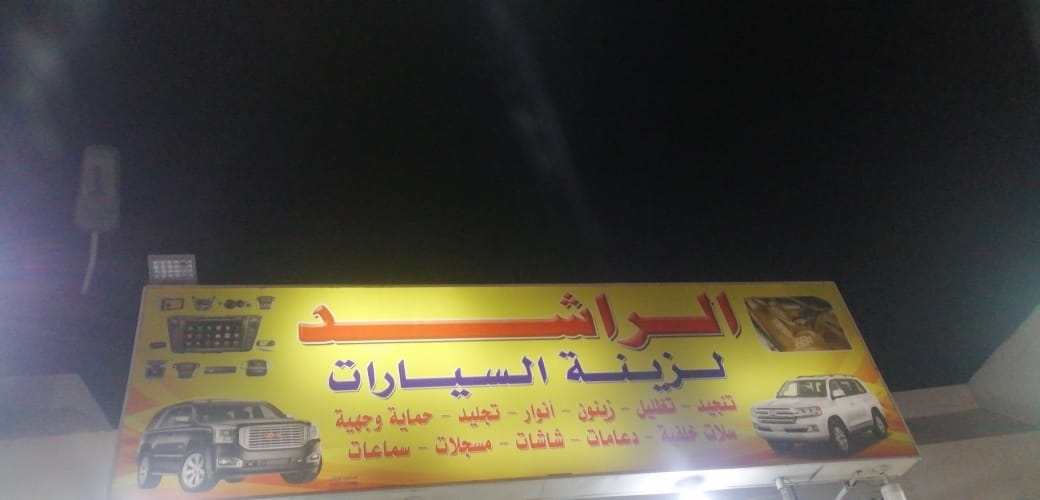 الراشد
لزينة السيارات
تنجيد - تظليل - زينون - أنوار - تجليد - حماية وجهية
سلات خلفية - دعامات - شاشات - مسجلات - سماعات